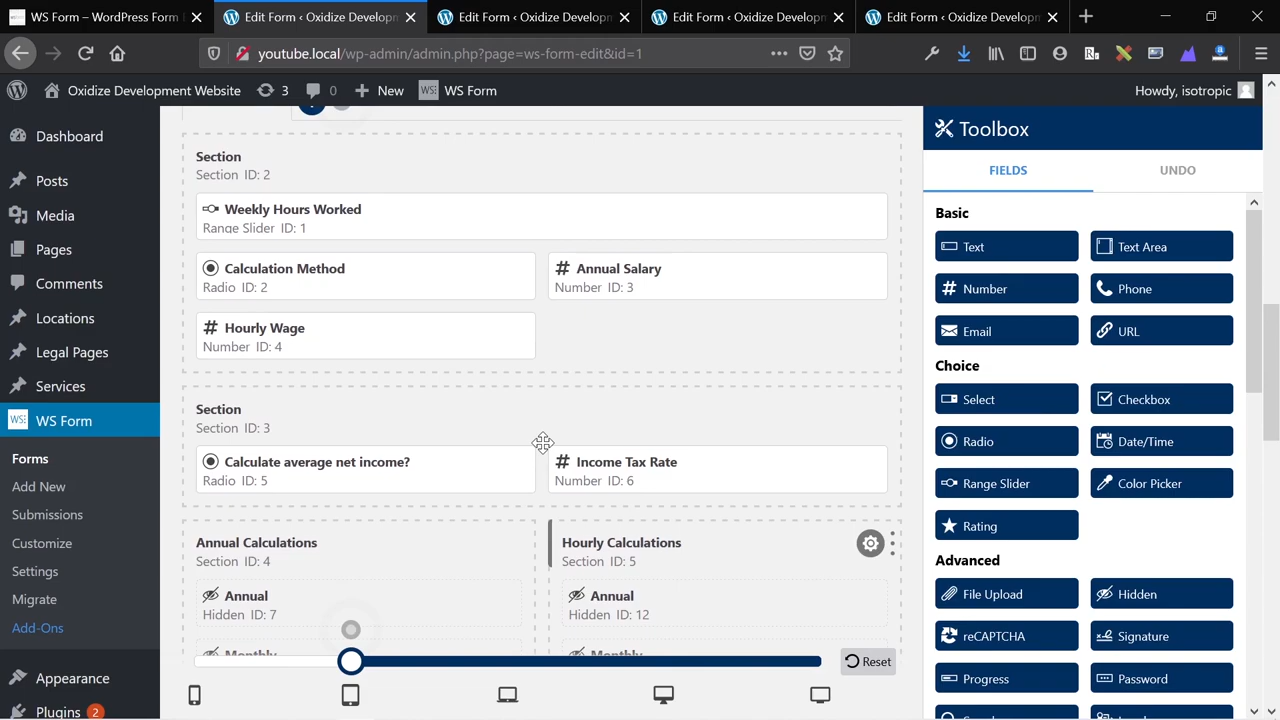 WS Form – WordPress Form
Edit Form ‹ Oxidize Developm
Edit Form ‹ Oxidize Developm
Edit Form ‹ Oxidize Developm
Edit Form ‹ Oxidize Developm
youtube.local/wp-admin/admin.php?page=ws-form-edit&id=1
Oxidize Development Website
3
0
New
WS Form
Howdy, isotropic
Dashboard
Posts
Media
Pages
Comments
Locations
Legal Pages
Services
WS Form
Forms
Add New
Submissions
Customize
Settings
Migrate
Add-Ons
Appearance
Plugins 2
Section
Section ID: 2
Weekly Hours Worked
Range Slider ID: 1
Calculation Method
Radio ID: 2
Annual Salary
Number ID: 3
Hourly Wage
Number ID: 4
Section
Section ID: 3
Calculate average net income?
Radio ID: 5
Income Tax Rate
Number ID: 6
Annual Calculations
Section ID: 4
Annual
Hidden ID: 7
Monthly
Hourly Calculations
Section ID: 5
Annual
Hidden ID: 12
Monthly
Reset
Toolbox
FIELDS
UNDO
Basic
Text
Text Area
Number
Phone
Email
URL
Choice
Select
Checkbox
Radio
Date/Time
Range Slider
Color Picker
Rating
Advanced
File Upload
Hidden
reCAPTCHA
Signature
Progress
Password